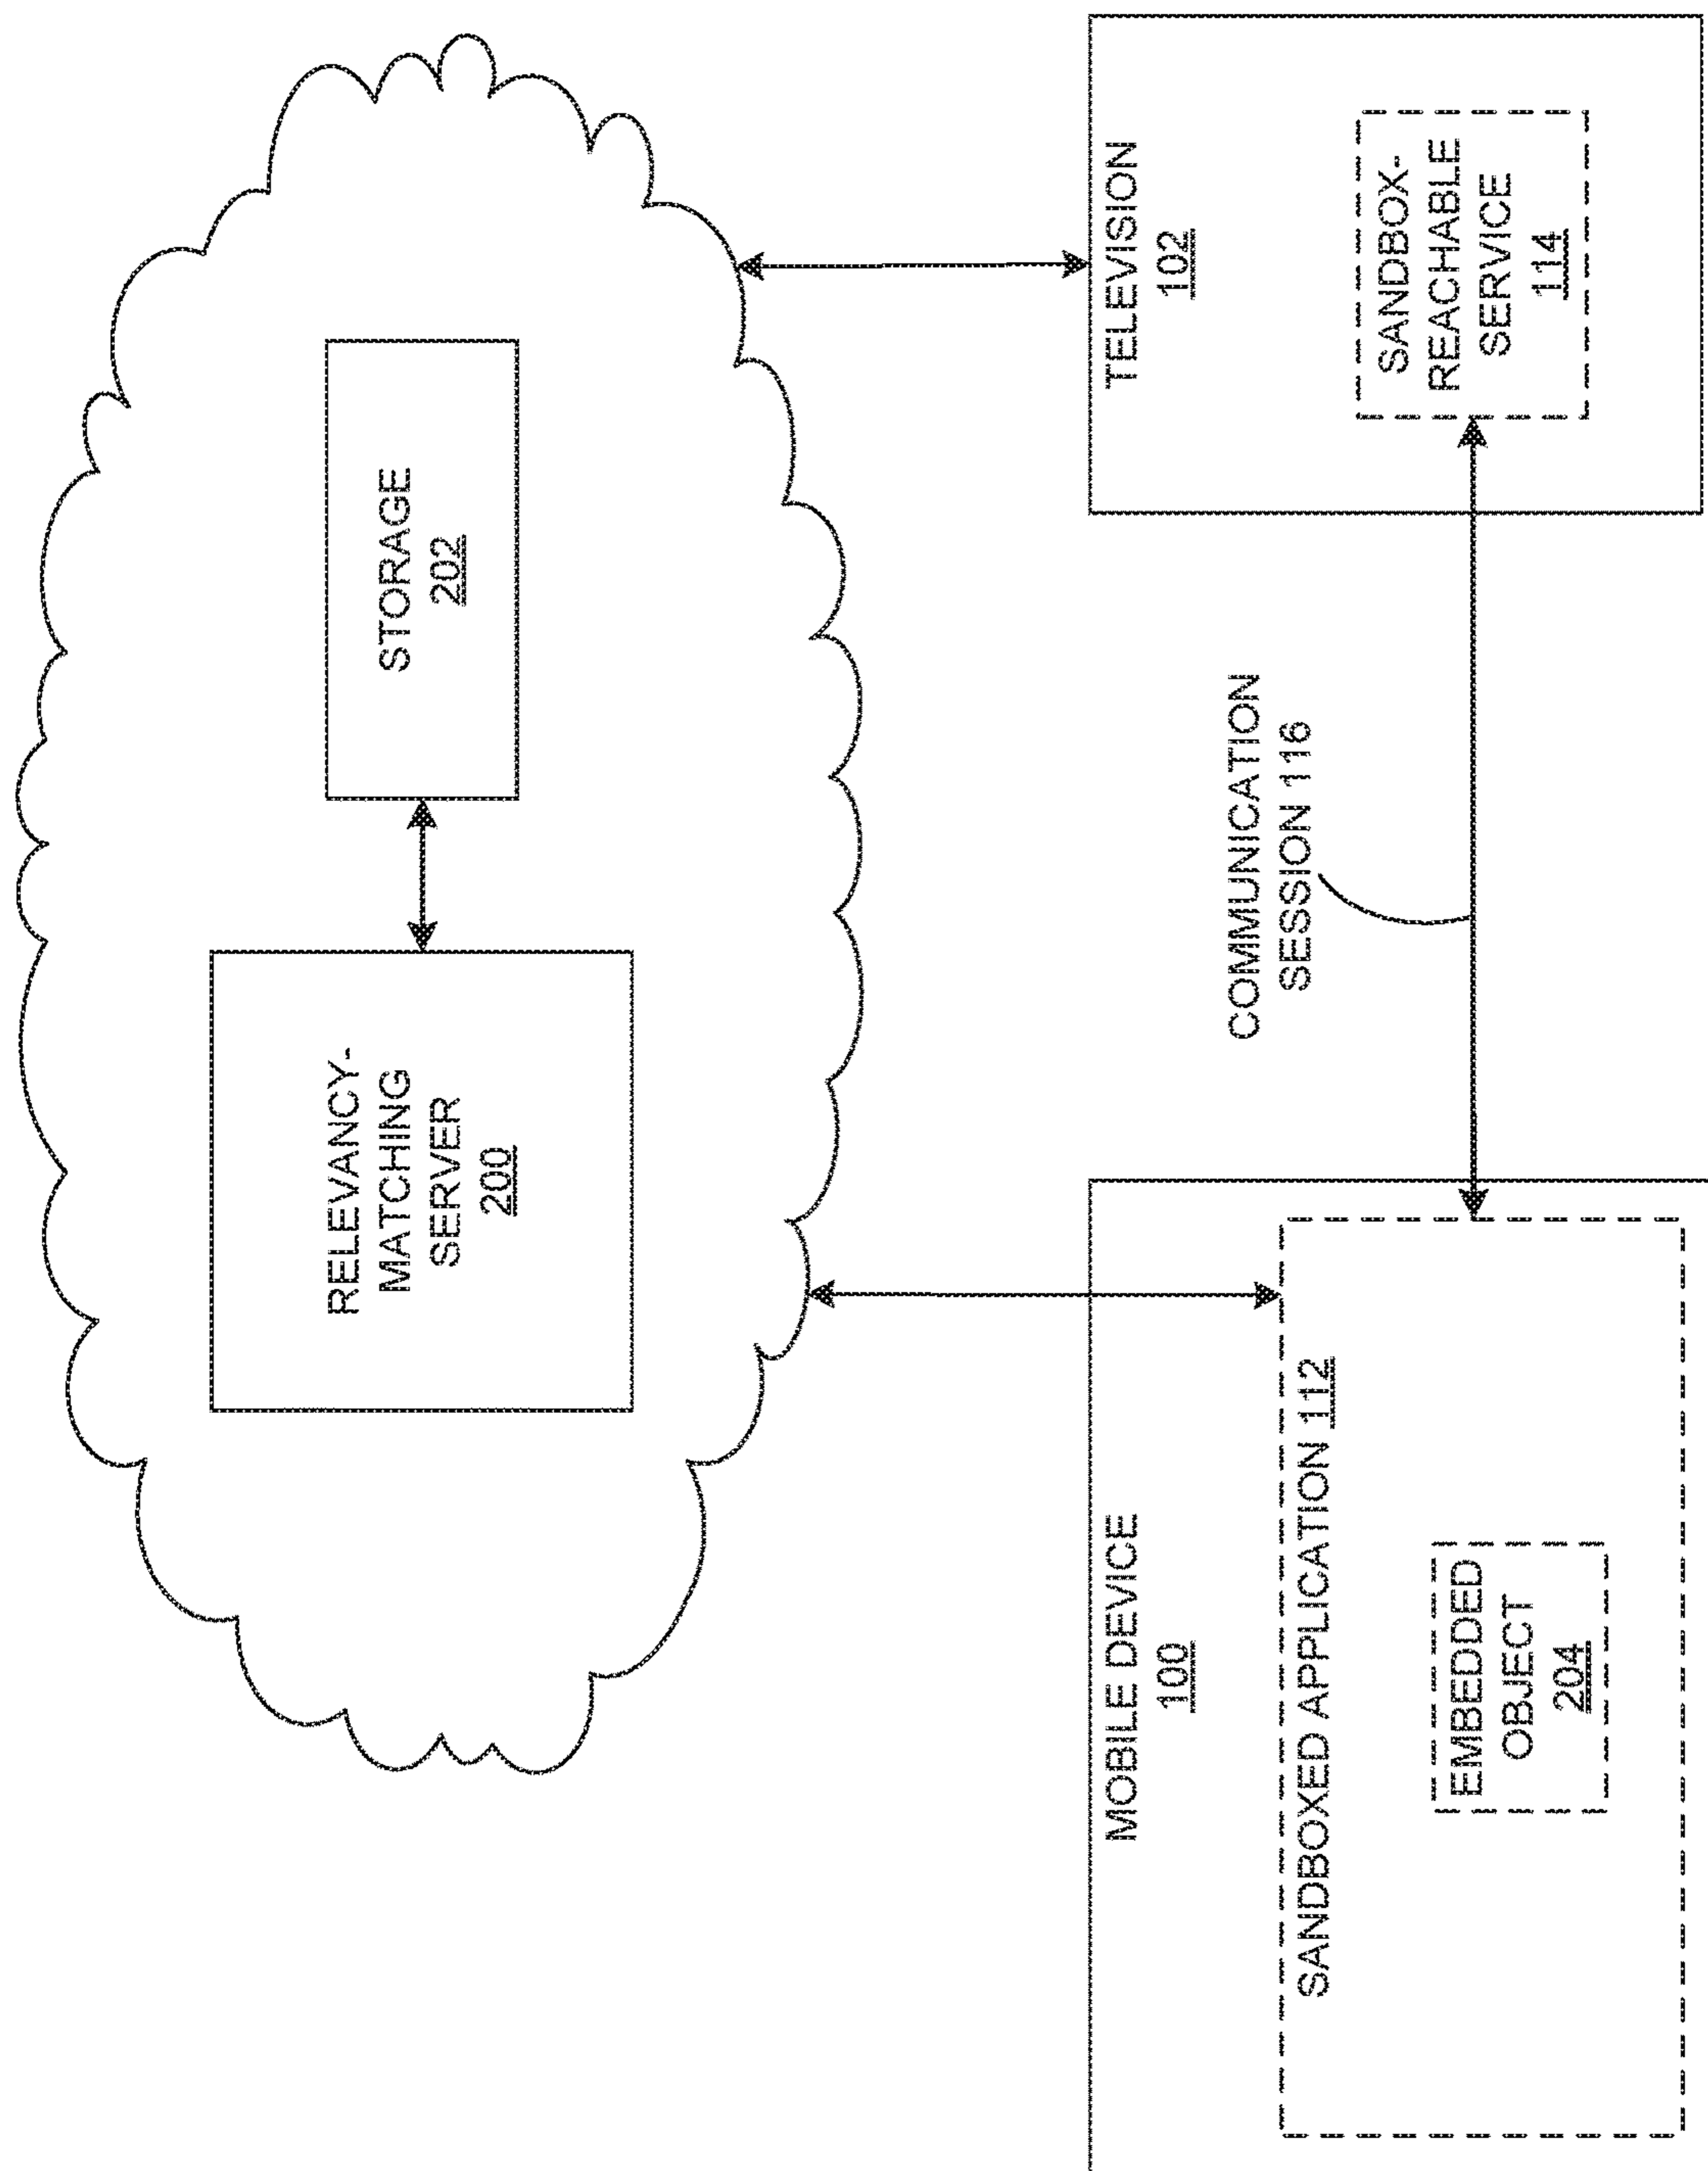 RELEVANCY-
MATCHING
SERVER
200
STORAGE
202
MOBILE DEVICE
100
SANDBOXED APPLICATION 112
EMBEDDED
OBJECT
204
COMMUNICATION
SESSION 116
TELEVISION
102
SANDBOX-
REACHABLE
SERVICE
114